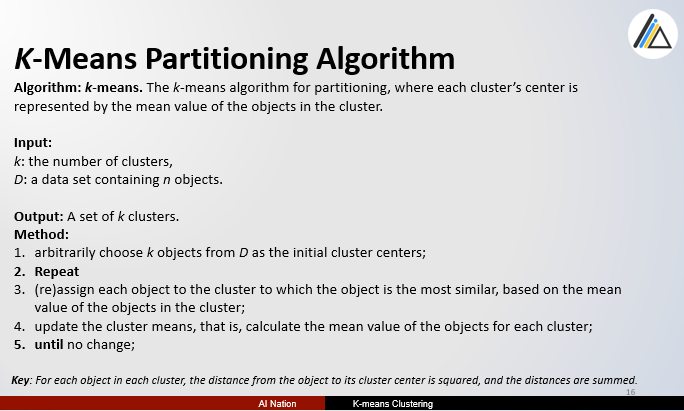 K-Means Partitioning Algorithm
Algorithm: k-means. The k-means algorithm for partitioning, where each cluster's center is
represented by the mean value of the objects in the cluster.
Input:
k: the number of clusters,
D: a data set containing n objects.
Output: A set of k clusters.
Method:
1. arbitrarily choose k objects from D as the initial cluster centers;
2. Repeat
3. (re)assign each object to the cluster to which the object is the most similar, based on the mean
value of the objects in the cluster;
4. update the cluster means, that is, calculate the mean value of the objects for each cluster;
5. until no change;
Key: For each object in each cluster, the distance from the object to its cluster center is squared, and the distances are summed.
16
AI Nation K-means Clustering